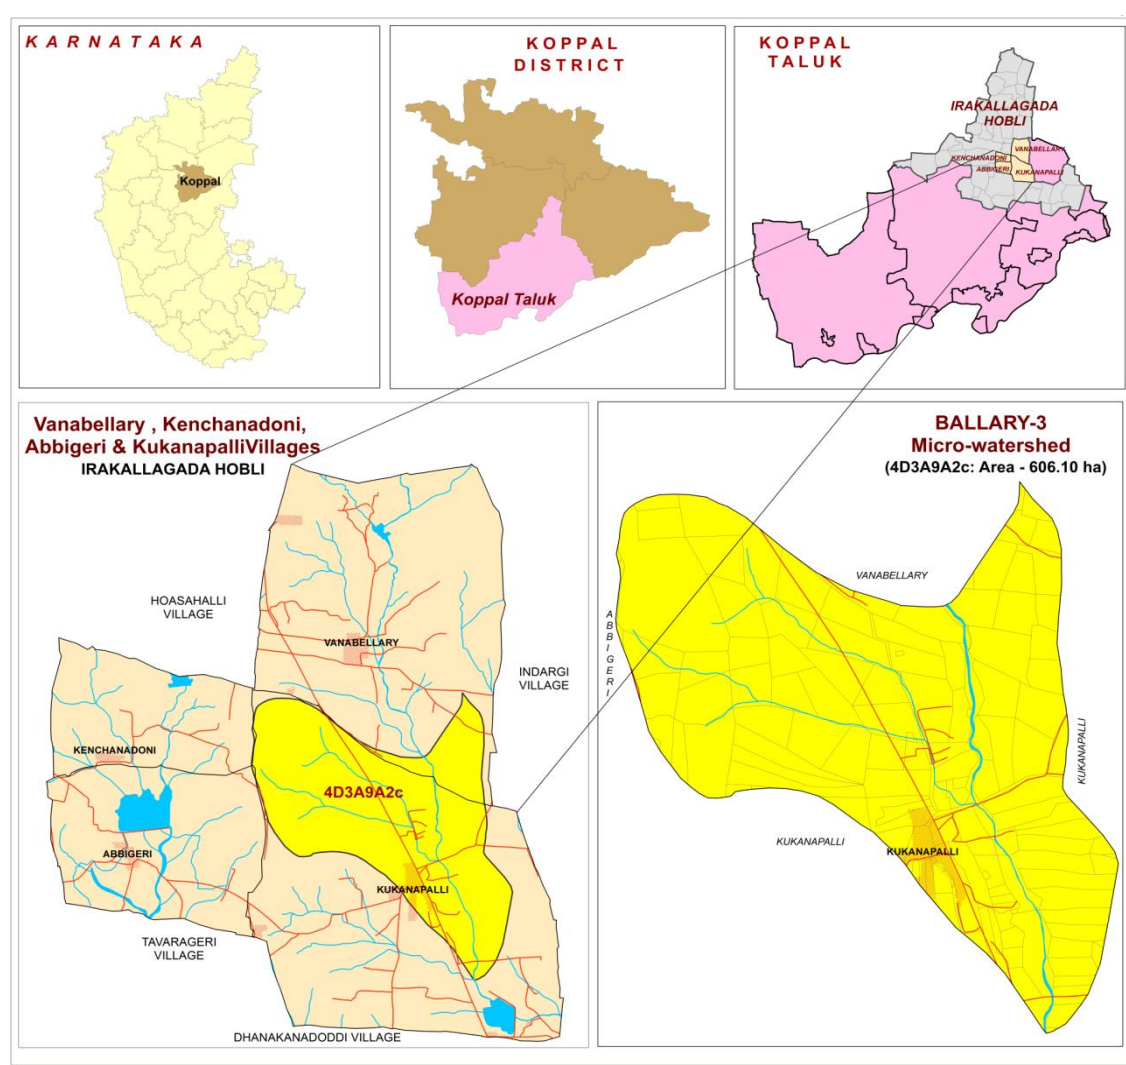 KARNATAKA
Koppal
KOPPAL
DISTRICT
Koppal Taluk
KOPPAL
TALUK
IRAKALLAGADA
HOBLI
VANABELLARY
KENCHANADONI
ABBIGERI
KUKANAPALLI
Vanabellary , Kenchanadoni,
Abbigeri & KukanapalliVillages
IRAKALLAGADA HOBLI
HOASAHALLI
VILLAGE
VANABELLARY
INDARGI
VILLAGE
KENCHANADONI
4D3A9A2c
ABBIGERI
KUKANAPALLI
TAVARAGERI
VILLAGE
DHANAKANADODDI VILLAGE
BALLARY-3
Micro-watershed
(4D3A9A2c: Area - 606.10 ha)
VANABELLARY
ABBIGERI
KUKANAPALLI
KUKANAPALLI
KUKANAPALLI